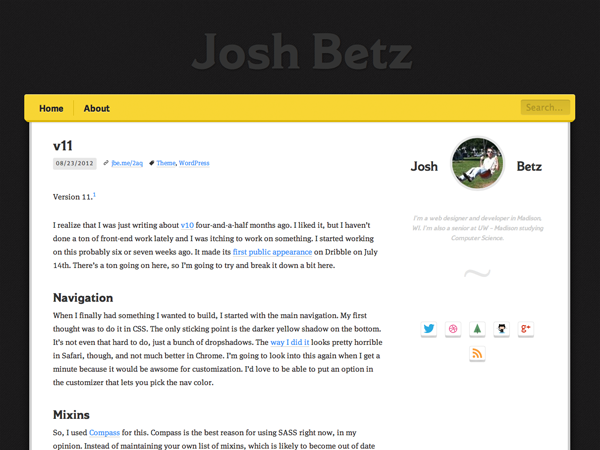 Josh Betz
Home
About
Search...
v11
08/23/2012
jbe.me/2aq
Theme, WordPress
Version 11.1
I realize that I was just writing about v10 four-and-a-half months ago. I liked it, but I haven't
done a ton of front-end work lately and I was itching to work on something. I started working
on this probably six or seven weeks ago. It made its first public appearance on Dribble on July
14th. There's a ton going on here, so I'm going to try and break it down a bit here.
Navigation
When I finally had something I wanted to build, I started with the main navigation. My first
thought was to do it in CSS. The only sticking point is the darker yellow shadow on the bottom.
It's not even that hard to do, just a bunch of dropshadows. The way I did it looks pretty horrible
in Safari, though, and not much better in Chrome. I'm going to look into this again when I get a
minute because it would be awsome for customization. I'd love to be able to put an option in
the customizer that lets you pick the nav color.
Mixins
So, I used Compass for this. Compass is the best reason for using SASS right now, in my
opinion. Instead of maintaining your own list of mixins, which is likely to become out of date
Josh
Betz
I'm a web designer and developer in Madison,
WI. I'm also a senior at UW - Madison studying
Computer Science.
~
g+